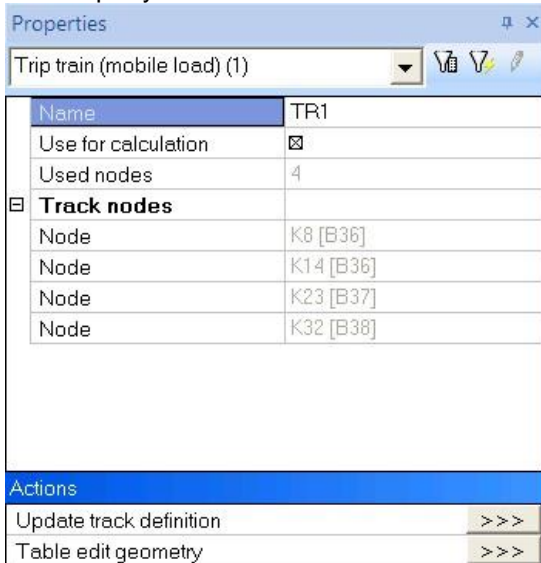 Properties
Trip train (mobile load) (1)
Name TR1
Use for calculation
Used nodes 4
Track nodes
Node K8 [B36]
Node K14 [B36]
Node K23 [B37]
Node K32 [B38]
Actions
Update track definition >>>
Table edit geometry >>>